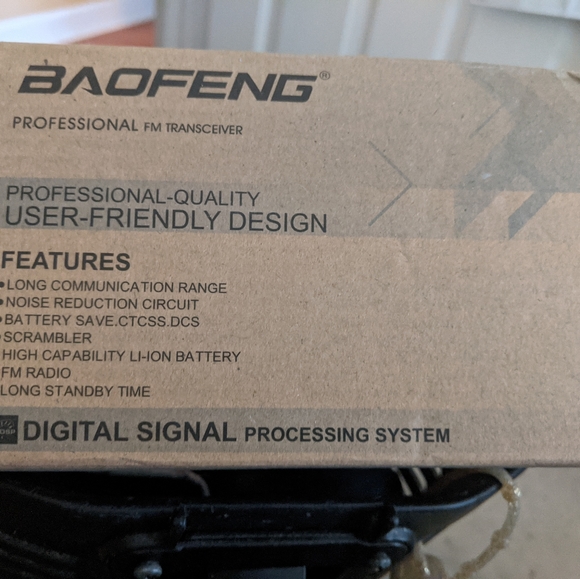 BAOFENG®
PROFESSIONAL FM TRANSCEIVER
PROFESSIONAL-QUALITY
USER-FRIENDLY DESIGN
FEATURES
•LONG COMMUNICATION RANGE
•NOISE REDUCTION CIRCUIT
•BATTERY SAVE.CTCSS.DCS
•SCRAMBLER
HIGH CAPABILITY LI-ION BATTERY
FM RADIO
LONG STANDBY TIME
DIGITAL SIGNAL PROCESSING SYSTEM